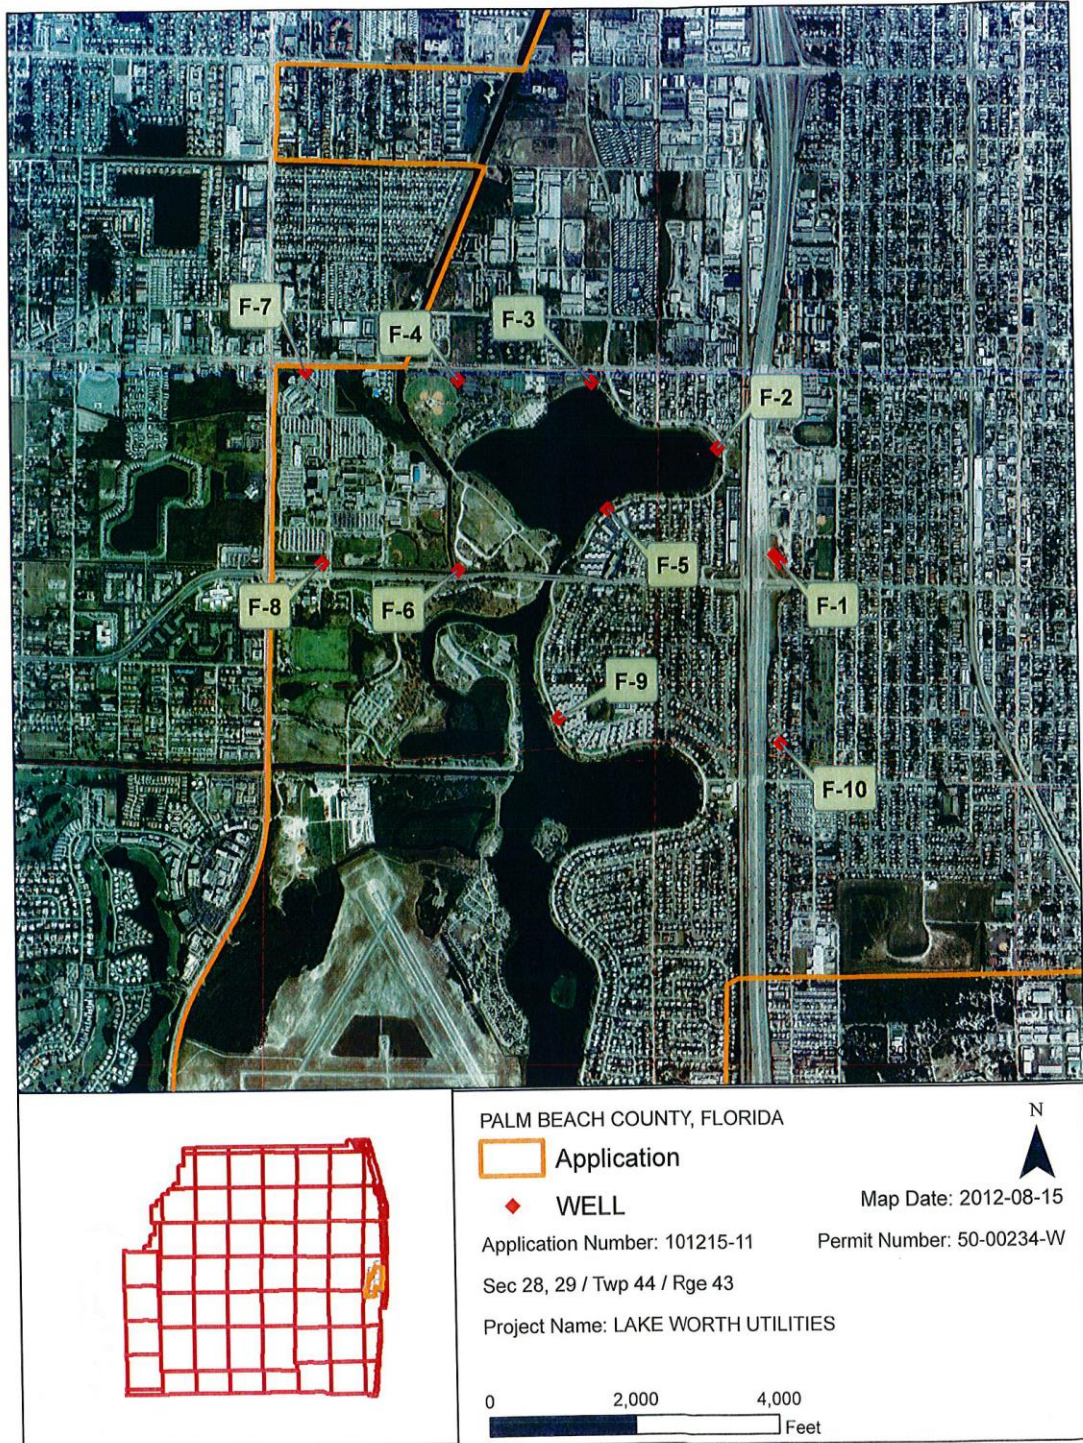 F-7
F-4
F-3
F-2
F-8
F-6
F-5
F-1
F-9
F-10
PALM BEACH COUNTY, FLORIDA
N
Application
WELL
Map Date: 2012-08-15
Application Number: 101215-11
Permit Number: 50-00234-W
Sec 28, 29 / Twp 44 / Rge 43
Project Name: LAKE WORTH UTILITIES
0 2,000 4,000
Feet